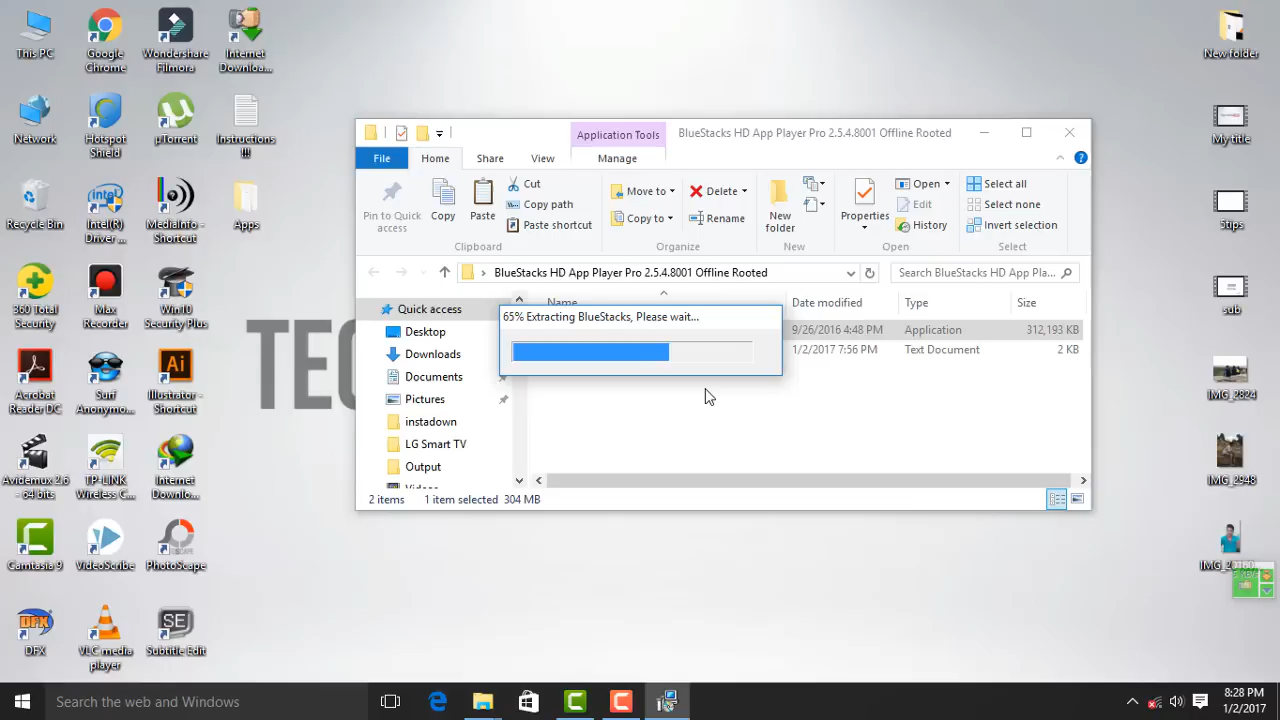 This PC
Google
Chrome
Wondershare
Filmora
Internet
Downloa...
Network
Hotspot
Shield
µTorrent
Instructions
!!!
Recycle Bin
Intel(R)
Driver ...
MediaInfo -
Shortcut
Apps
360 Total
Security
Max
Recorder
Win10
Security Plus
Acrobat
Reader DC
Surf
Anonymo...
Illustrator -
Shortcut
Avidemux 2.6
- 64 bits
TP-LINK
Wireless C...
Internet
Downlo...
Camtasia 9
VideoScribe
PhotoScape
DFX
DFX
VLC media
player
SE
Subtitle Edit
TEC
Application Tools
BlueStacks HD App Player Pro 2.5.4.8001 Offline Rooted
File
Home
Share
View
Manage
Pin to Quick
access
Copy
Paste
Cut
Copy path
Paste shortcut
Clipboard
Move to
Copy to
Delete
Rename
Organize
New
folder
New
Properties
Open
Edit
History
Open
Select all
Select none
Invert selection
Select
BlueStacks HD App Player Pro 2.5.4.8001 Offline Rooted
Search BlueStacks HD App Pla...
Quick access
Desktop
Downloads
Documents
Pictures
instadown
LG Smart TV
Output
Name
Date modified
Type
Size
9/26/2016 4:48 PM
Application
312,193 KB
1/2/2017 7:56 PM
Text Document
2 KB
65% Extracting BlueStacks, Please wait...
2 items
1 item selected 304 MB
New folder
My title
Stips
sub
IMG_2824
IMG_2948
Search the web and Windows
8:28 PM
1/2/2017